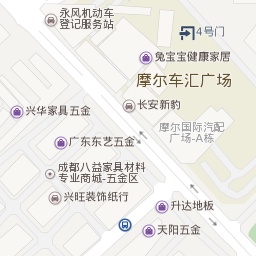 永风机动车
登记服务站
4号门
兔宝宝健康家居
摩尔车汇广场
长安新豹
兴华家具五金
摩尔国际汽配
广场-A栋
广东东艺五金
成都八益家具材料
专业商城-五金区
兴旺装饰纸行
升达地板
天阳五金